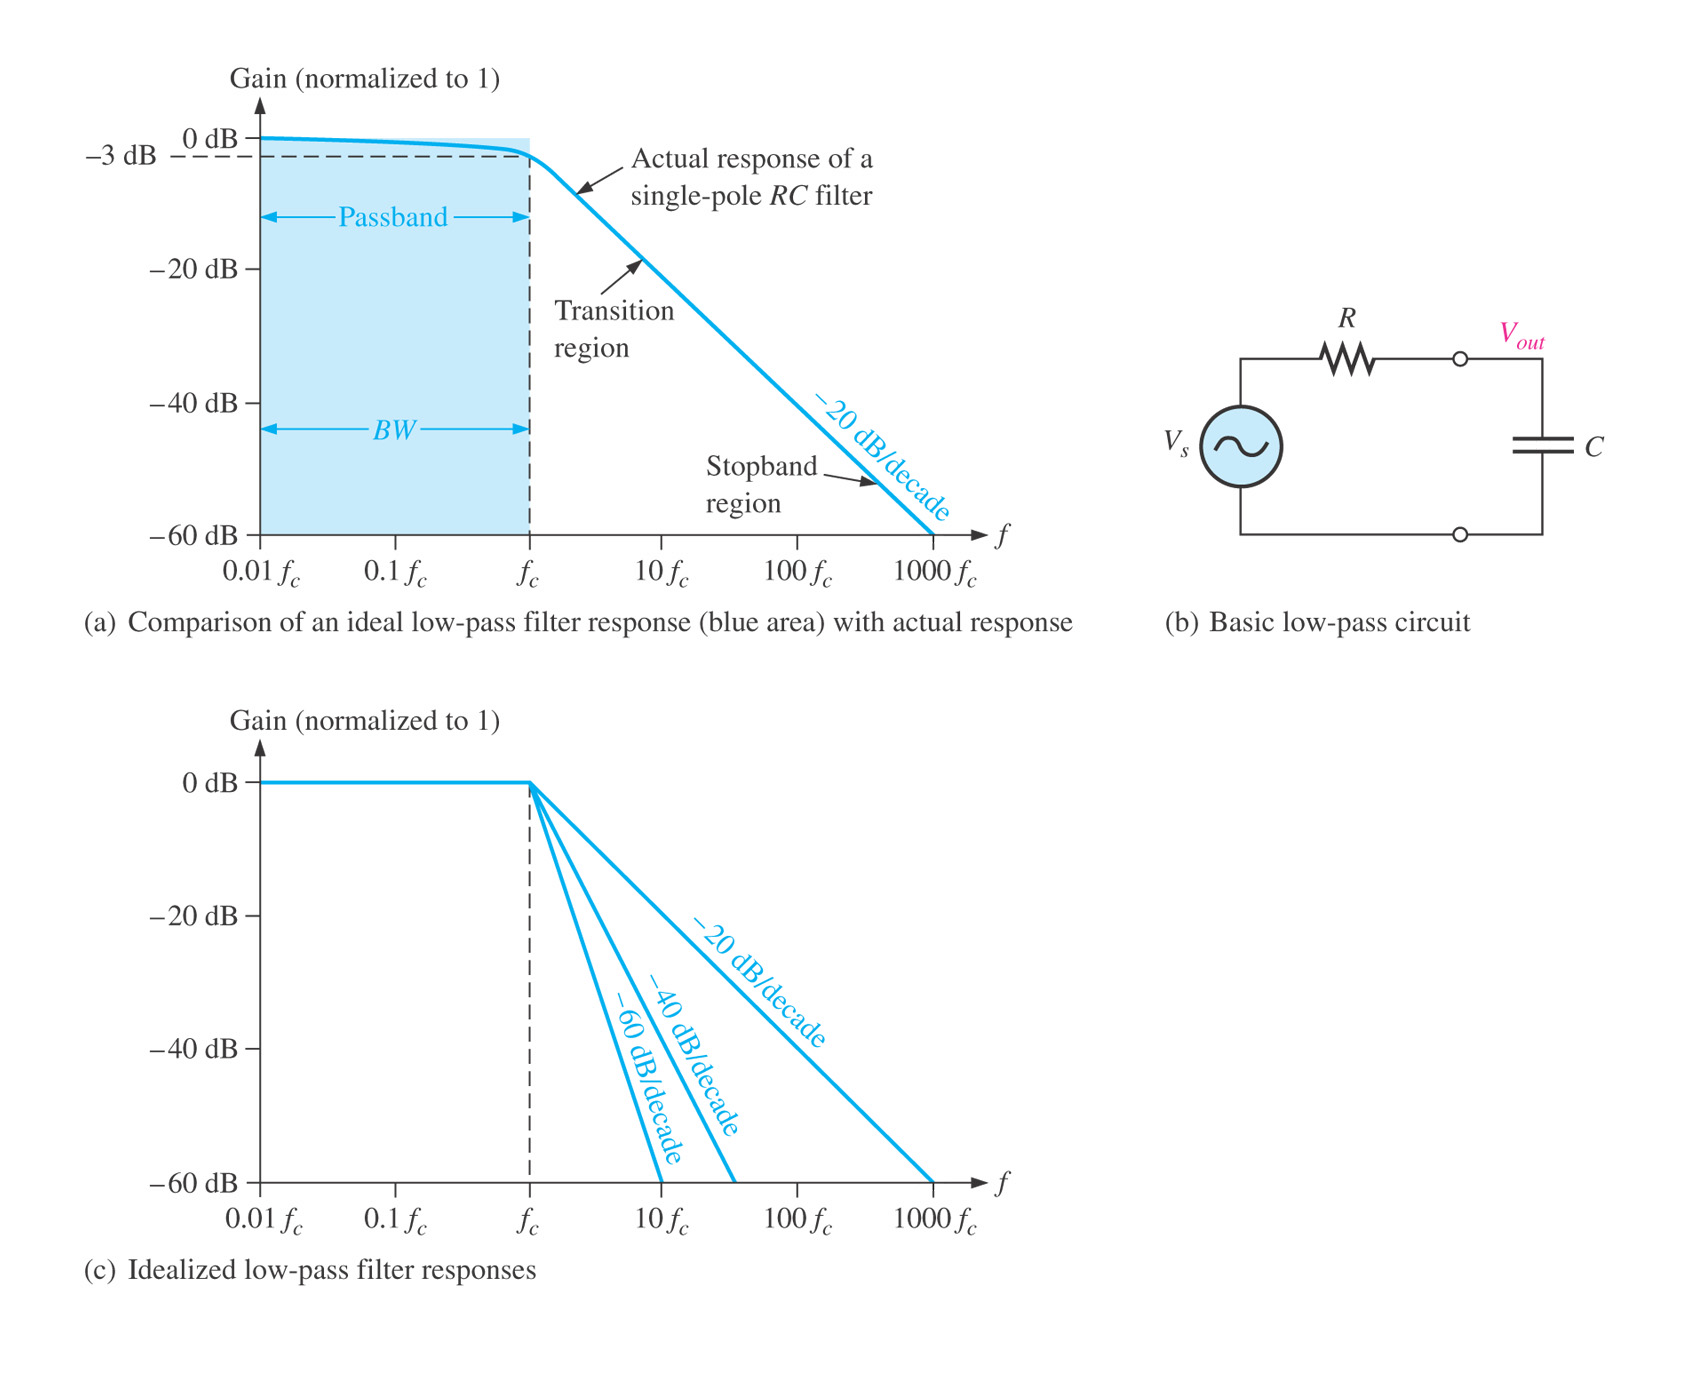 Gain (normalized to 1)
0 dB
–3 dB
Actual response of a
single-pole RC filter
Passband
–20 dB
Transition
region
–40 dB
–20 dB/decade
BW
Stopband
region
–60 dB
f
0.01 fc
0.1 fc
fc
10 fc
100 fc
1000 fc
(a) Comparison of an ideal low-pass filter response (blue area) with actual response
R
Vout
Vs
C
(b) Basic low-pass circuit
Gain (normalized to 1)
0 dB
–20 dB
–20 dB/decade
–40 dB/decade
–60 dB/decade
–40 dB
–60 dB
f
0.01 fc
0.1 fc
fc
10 fc
100 fc
1000 fc
(c) Idealized low-pass filter responses